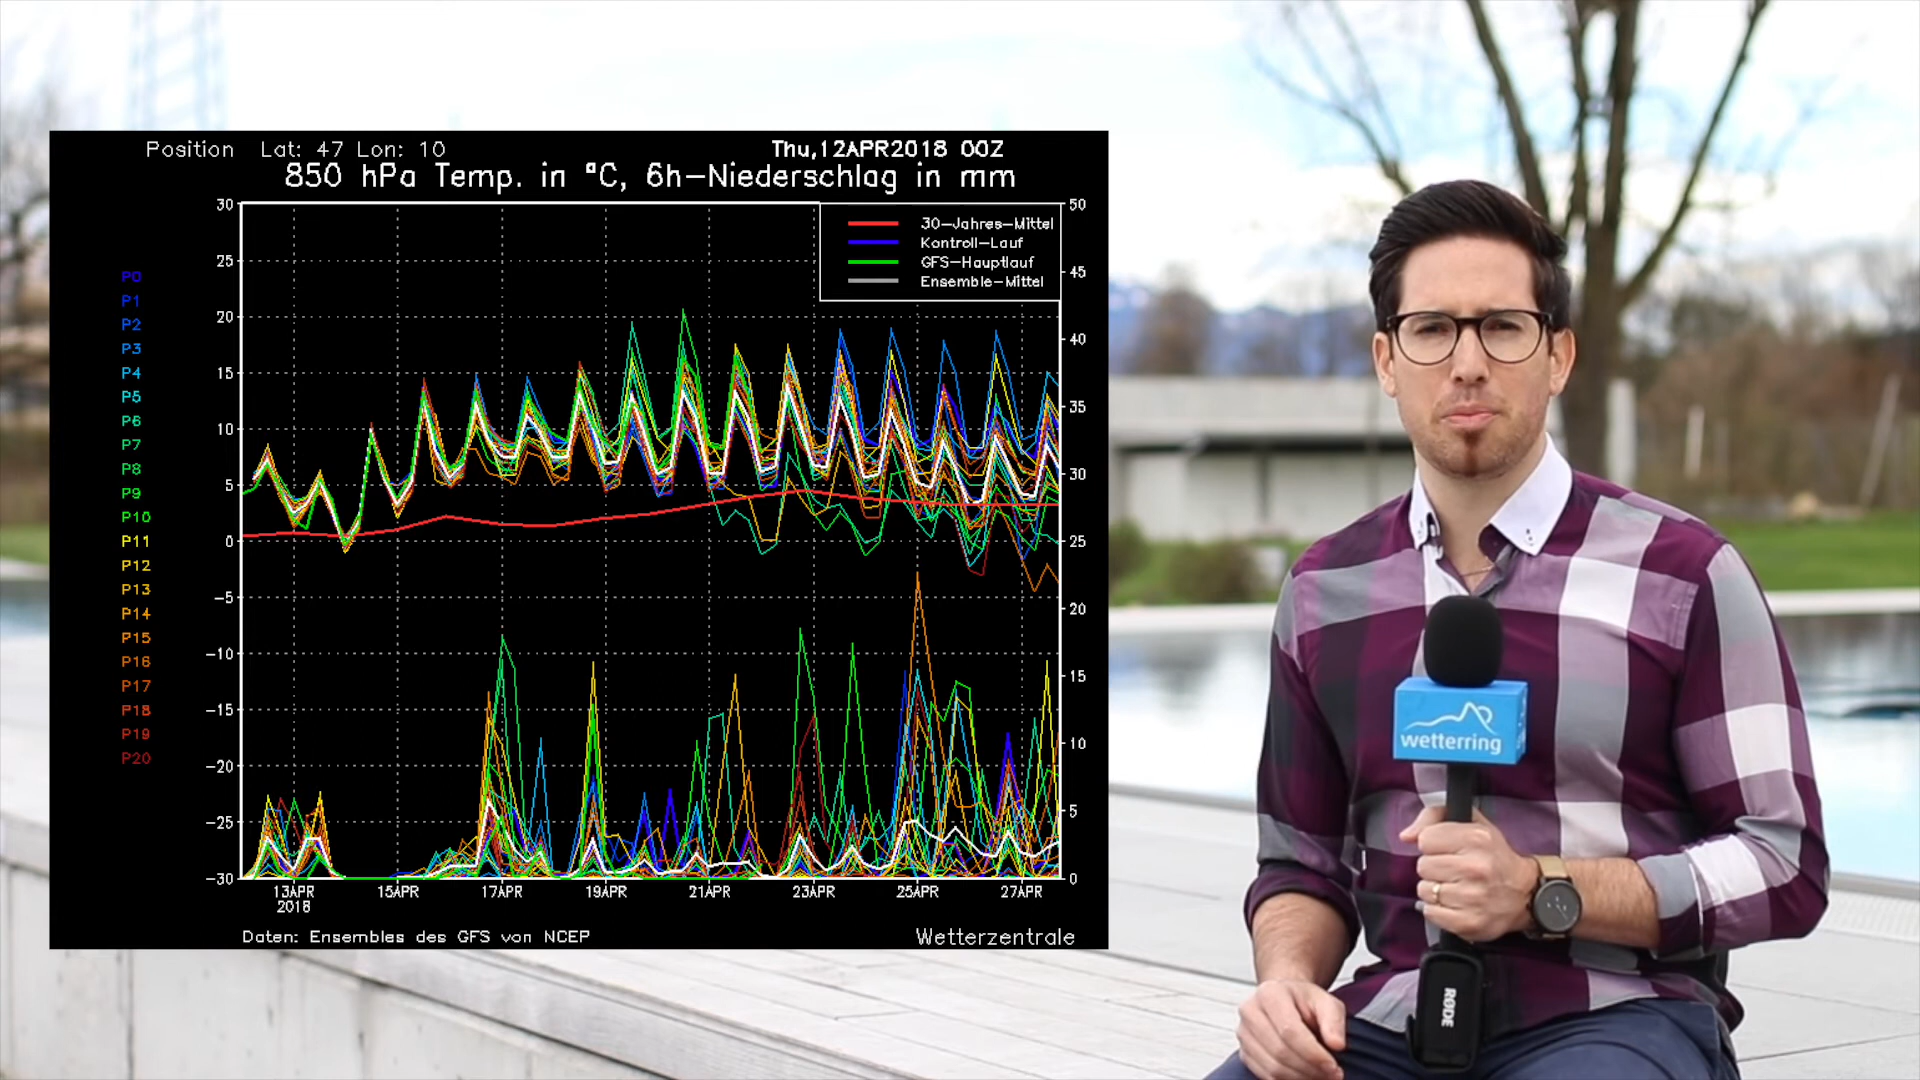 Position Lat: 47 Lon: 10 Thu,12APR2018 00Z
850 hPa Temp. in °C, 6h-Niederschlag in mm
30-Jahres-Mittel
Kontroll-Lauf
GFS-Hauptlauf
Ensemble-Mittel
P0
P1
P2
P3
P4
P5
P6
P7
P8
P9
P10
P11
P12
P13
P14
P15
P16
P17
P18
P19
P20
30
25
20
15
10
5
0
-5
-10
-15
-20
-25
-30
50
45
40
35
30
25
20
15
10
5
0
13APR 15APR 17APR 19APR 21APR 23APR 25APR 27APR
2018
Daten: Ensembles des GFS von NCEP Wetterzentrale
wetterring
RØDE